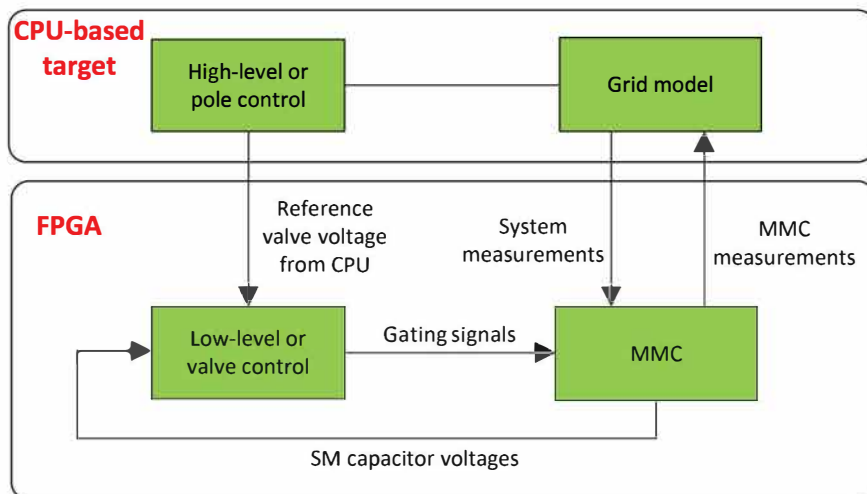 CPU-based
target
High-level or
pole control
Grid model
FPGA
Reference
valve voltage
from CPU
System
measurements
MMC
measurements
Low-level or
valve control
Gating signals
MMC
SM capacitor voltages